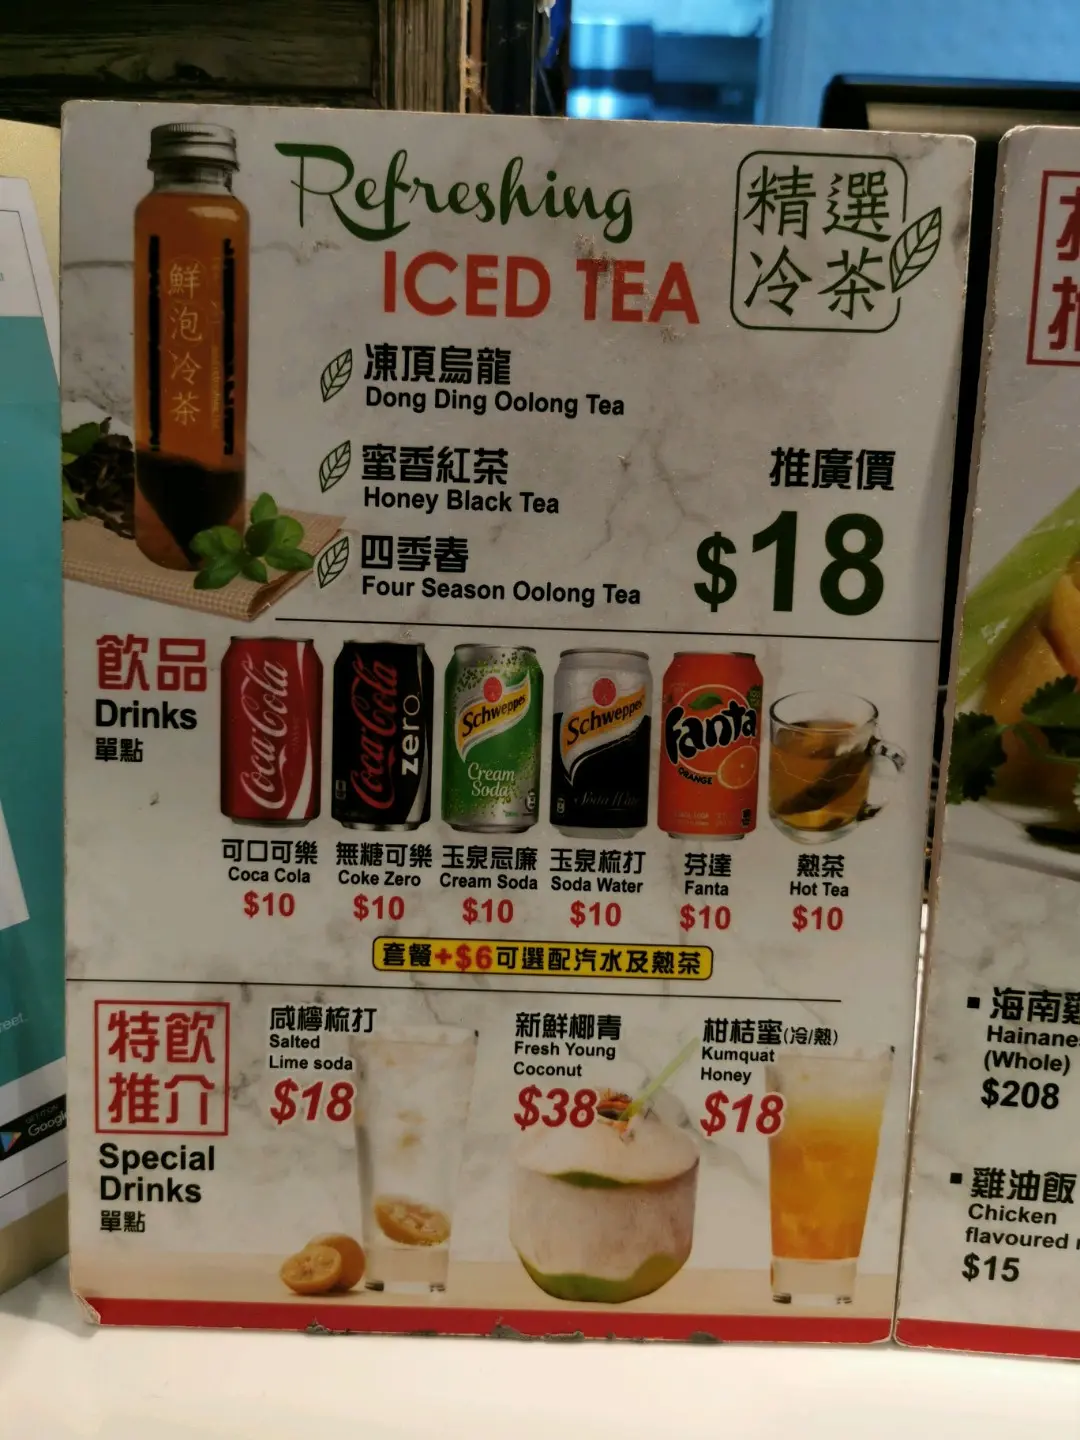 Refreshing
ICED TEA
精選
冷茶
鮮泡冷茶
凍頂烏龍
Dong Ding Oolong Tea
蜜香紅茶
Honey Black Tea
四季春
Four Season Oolong Tea
推廣價
$18
飲品
Drinks
單點
Coca-Cola
Coca-Cola zero
Schweppes Cream Soda
Schweppes Soda Water
Fanta ORANGE
可口可樂
Coca Cola
$10
無糖可樂
Coke Zero
$10
玉泉忌廉
Cream Soda
$10
玉泉梳打
Soda Water
$10
芬達
Fanta
$10
熱茶
Hot Tea
$10
套餐+$6可選配汽水及熱茶
特飲
推介
Special
Drinks
單點
咸檸梳打
Salted
Lime soda
$18
新鮮椰青
Fresh Young
Coconut
$38
柑桔蜜(冷/熱)
Kumquat
Honey
$18
海南雞
Hainane
(Whole)
$208
雞油飯
Chicken
flavoured
$15
Google